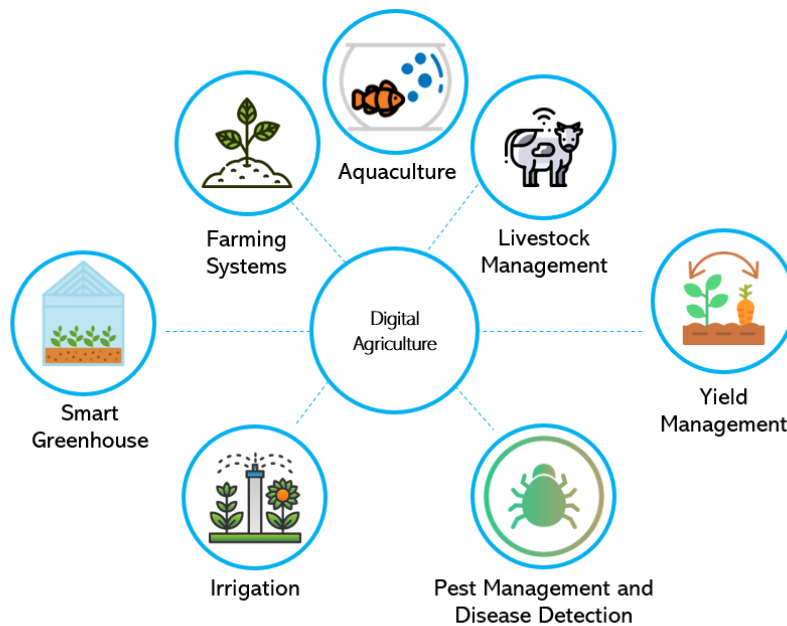 Aquaculture
Farming
Systems
Livestock
Management
Digital
Agriculture
Smart
Greenhouse
Yield
Management
Irrigation
Pest Management and
Disease Detection